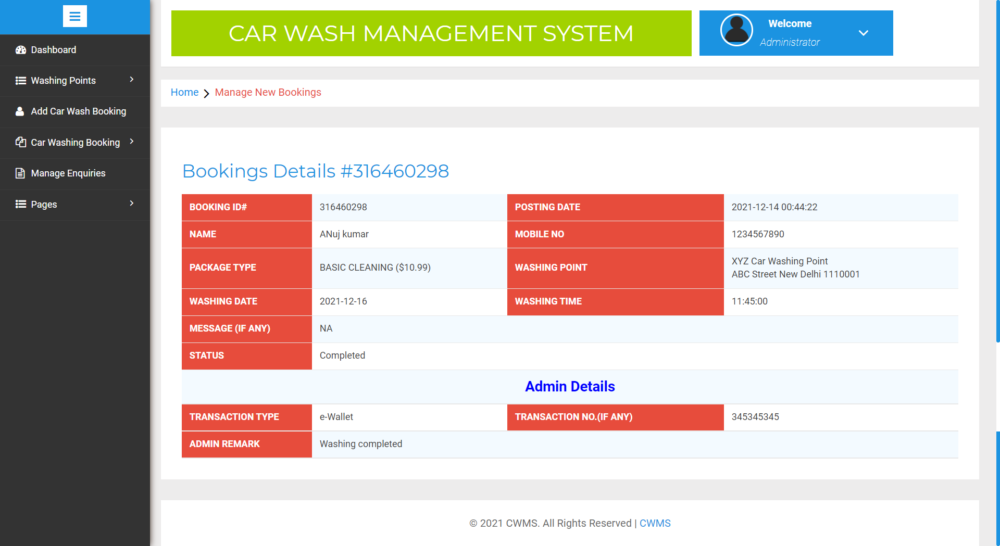 CAR WASH MANAGEMENT SYSTEM
Welcome
Administrator
Dashboard
Washing Points
Add Car Wash Booking
Car Washing Booking
Manage Enquiries
Pages
Home > Manage New Bookings
Bookings Details #316460298
BOOKING ID# 316460298 POSTING DATE 2021-12-14 00:44:22
NAME ANuj kumar MOBILE NO 1234567890
PACKAGE TYPE BASIC CLEANING ($10.99) WASHING POINT XYZ Car Washing Point
ABC Street New Delhi 1110001
WASHING DATE 2021-12-16 WASHING TIME 11:45:00
MESSAGE (IF ANY) NA
STATUS Completed
Admin Details
TRANSACTION TYPE e-Wallet TRANSACTION NO.(IF ANY) 345345345
ADMIN REMARK Washing completed
© 2021 CWMS. All Rights Reserved | CWMS